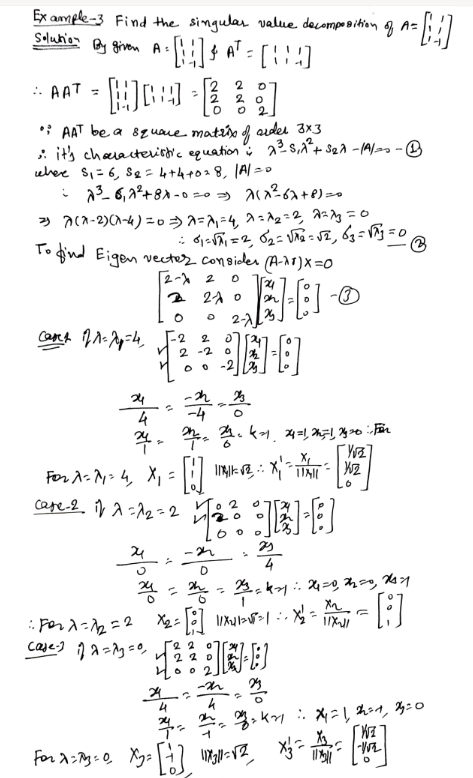 Example-3 Find the singular value decomposition of A = [1 1; 1 1; 1 -1]
Solution By given A = [1 1; 1 1; 1 -1] & Aᵀ = [1 1 1; 1 1 -1]
∴ AAᵀ = [1 1; 1 1; 1 -1] [1 1 1; 1 1 -1] = [2 2 0; 2 2 0; 0 0 2]
∵ AAᵀ be a square matrix of order 3x3
∴ it's characteristic equation is λ³ - S₁λ² + S₂λ - |A| = 0 - ①
where S₁ = 6, S₂ = 4+4+0 = 8, |A| = 0
∴ λ³ - 6λ² + 8λ - 0 = 0 ⇒ λ(λ² - 6λ + 8) = 0
⇒ λ(λ-2)(λ-4) = 0 ⇒ λ = λ₁ = 4, λ = λ₂ = 2, λ = λ₃ = 0
∴ σ₁ = √λ₁ = 2, σ₂ = √λ₂ = √2, σ₃ = √λ₃ = 0 - ②
To find Eigen vector consider (A-λI)X = 0
[2-λ 2 0; 2 2-λ 0; 0 0 2-λ] [x₁; x₂; x₃] = [0; 0; 0] - ③
Case-1 if λ = λ₁ = 4, [-2 2 0; 2 -2 0; 0 0 -2] [x₁; x₂; x₃] = [0; 0; 0]
x₁/4 = -x₂/-4 = x₃/0
x₁/1 = x₂/1 = x₃/0 = k = 1, x₁ = 1, x₂ = 1, x₃ = 0 ∴ For
For λ = λ₁ = 4, X₁ = [1; 1; 0] ||X₁|| = √2 ∴ X₁' = X₁/||X₁|| = [1/√2; 1/√2; 0]
Case-2 if λ = λ₂ = 2 [0 2 0; 2 0 0; 0 0 0] [x₁; x₂; x₃] = [0; 0; 0]
x₁/0 = -x₂/0 = x₃/4
x₁/0 = x₂/0 = x₃/1 = k = 1 ∴ x₁ = 0, x₂ = 0, x₃ = 1
∴ For λ = λ₂ = 2 X₂ = [0; 0; 1] ||X₂|| = √1 = 1 ∴ X₂' = X₂/||X₂|| = [0; 0; 1]
Case-3 if λ = λ₃ = 0, [2 2 0; 2 2 0; 0 0 2] [x₁; x₂; x₃] = [0; 0; 0]
x₁/4 = -x₂/4 = x₃/0
x₁/1 = x₂/-1 = x₃/0 = k = 1 ∴ x₁ = 1, x₂ = -1, x₃ = 0
For λ = λ₃ = 0, X₃ = [1; -1; 0] ||X₃|| = √2, X₃' = X₃/||X₃|| = [1/√2; -1/√2; 0]